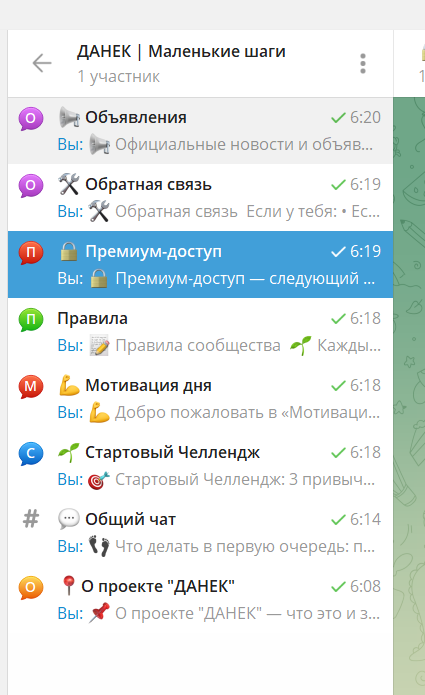 ДАНЕК | Маленькие шаги
1 участник
О 📢 Объявления 6:20
Вы: 📢 Официальные новости и объяв...
О 🛠 Обратная связь 6:19
Вы: 🛠 Обратная связь Если у тебя: • Ес...
П 🔒 Премиум-доступ 6:19
Вы: 🔒 Премиум-доступ — следующий ...
П Правила 6:18
Вы: 📝 Правила сообщества 🌱 Кажды...
М 💪 Мотивация дня 6:18
Вы: 💪 Добро пожаловать в «Мотиваци...
С 🌱 Стартовый Челлендж 6:18
Вы: 🎯 Стартовый Челлендж: 3 привыч...
# 💬 Общий чат 6:14
Вы: 👣 Что делать в первую очередь: п...
О 📍 О проекте "ДАНЕК" 6:08
Вы: 📌 О проекте "ДАНЕК" — что это и з...